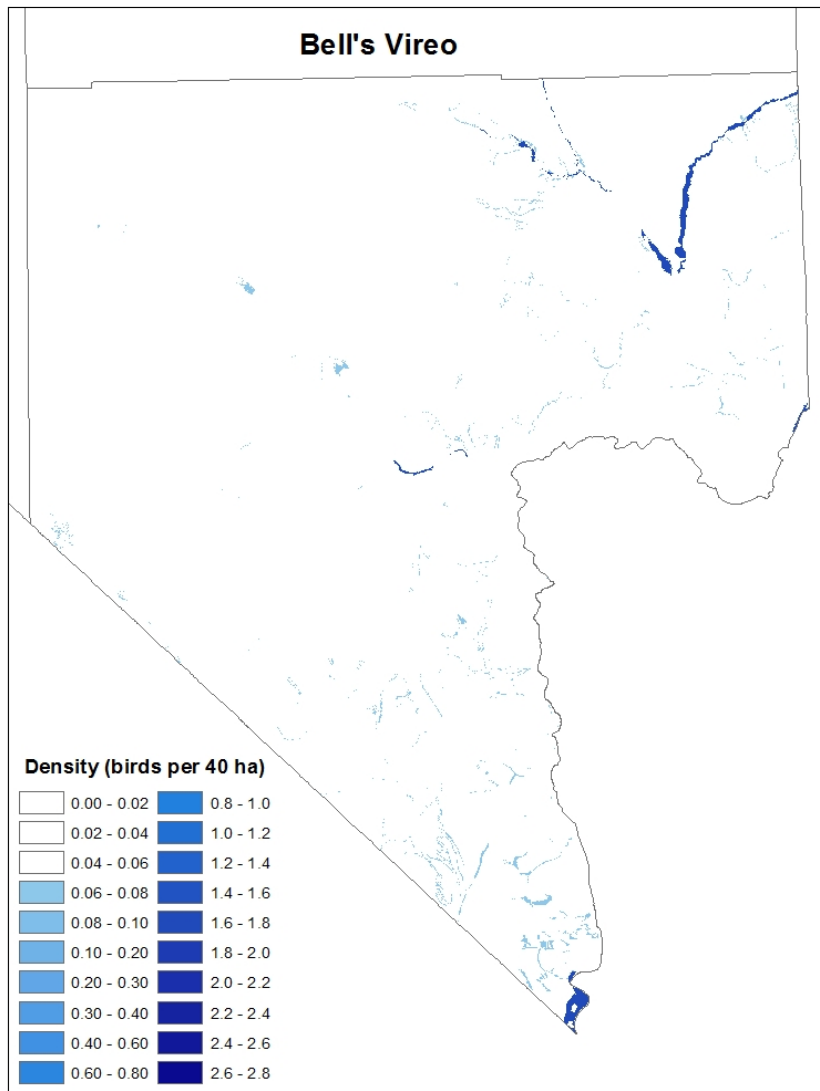 Bell's Vireo
Density (birds per 40 ha)
0.00 - 0.02 0.8 - 1.0
0.02 - 0.04 1.0 - 1.2
0.04 - 0.06 1.2 - 1.4
0.06 - 0.08 1.4 - 1.6
0.08 - 0.10 1.6 - 1.8
0.10 - 0.20 1.8 - 2.0
0.20 - 0.30 2.0 - 2.2
0.30 - 0.40 2.2 - 2.4
0.40 - 0.60 2.4 - 2.6
0.60 - 0.80 2.6 - 2.8